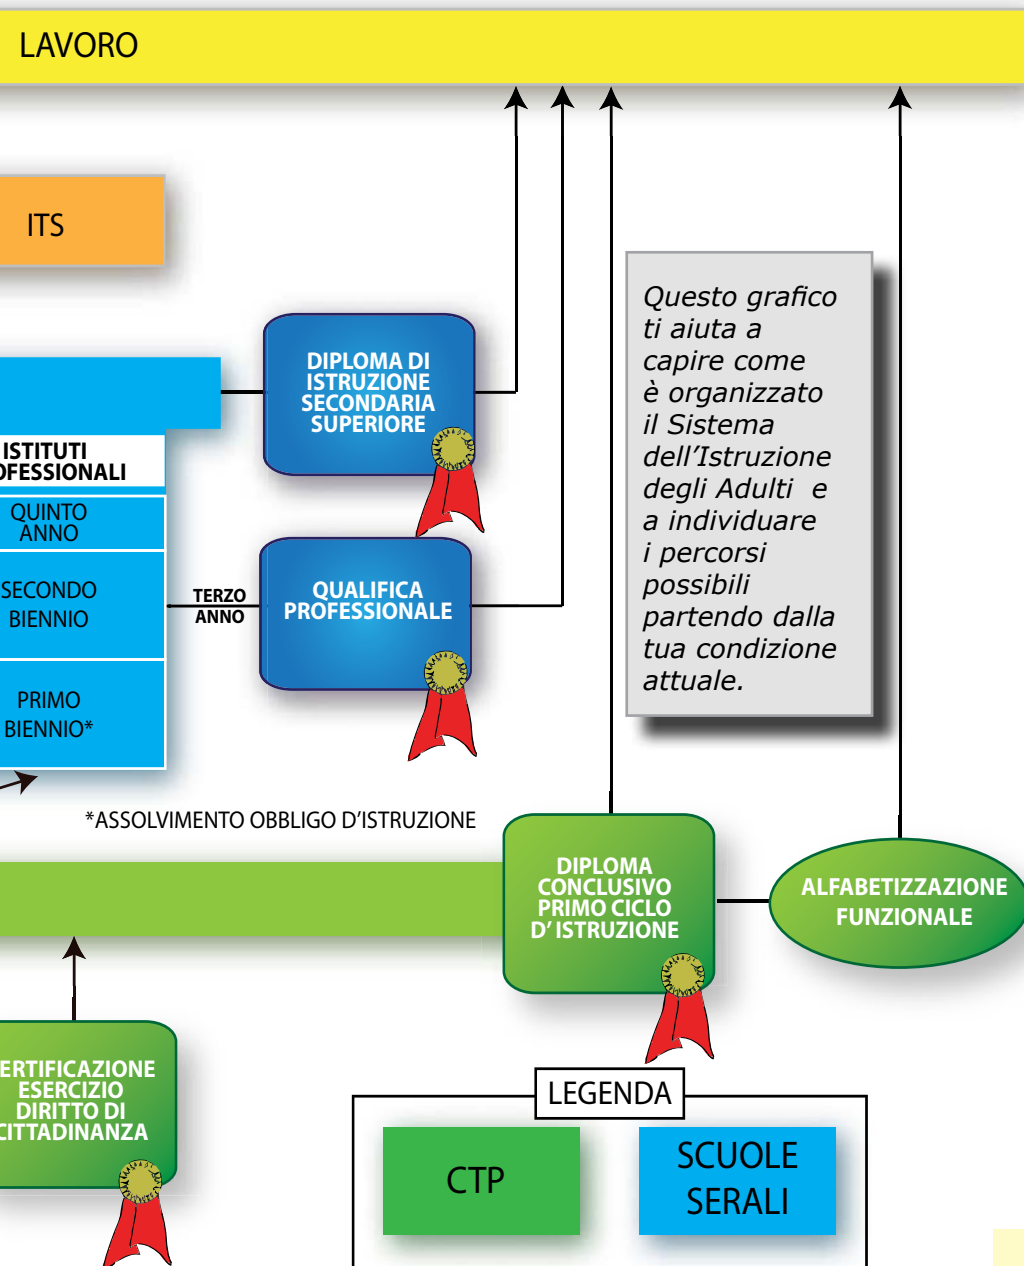 LAVORO
ITS
Questo grafico
ti aiuta a
capire come
è organizzato
il Sistema
dell'Istruzione
degli Adulti e
a individuare
i percorsi
possibili
partendo dalla
tua condizione
attuale.
DIPLOMA DI
ISTRUZIONE
SECONDARIA
SUPERIORE
ISTITUTI
OFESSIONALI
QUINTO
ANNO
SECONDO
BIENNIO
TERZO
ANNO
QUALIFICA
PROFESSIONALE
PRIMO
BIENNIO*
*ASSOLVIMENTO OBBLIGO D'ISTRUZIONE
DIPLOMA
CONCLUSIVO
PRIMO CICLO
D' ISTRUZIONE
ALFABETIZZAZIONE
FUNZIONALE
ERTIFICAZIONE
ESERCIZIO
DIRITTO DI
CITTADINANZA
LEGENDA
CTP
SCUOLE
SERALI